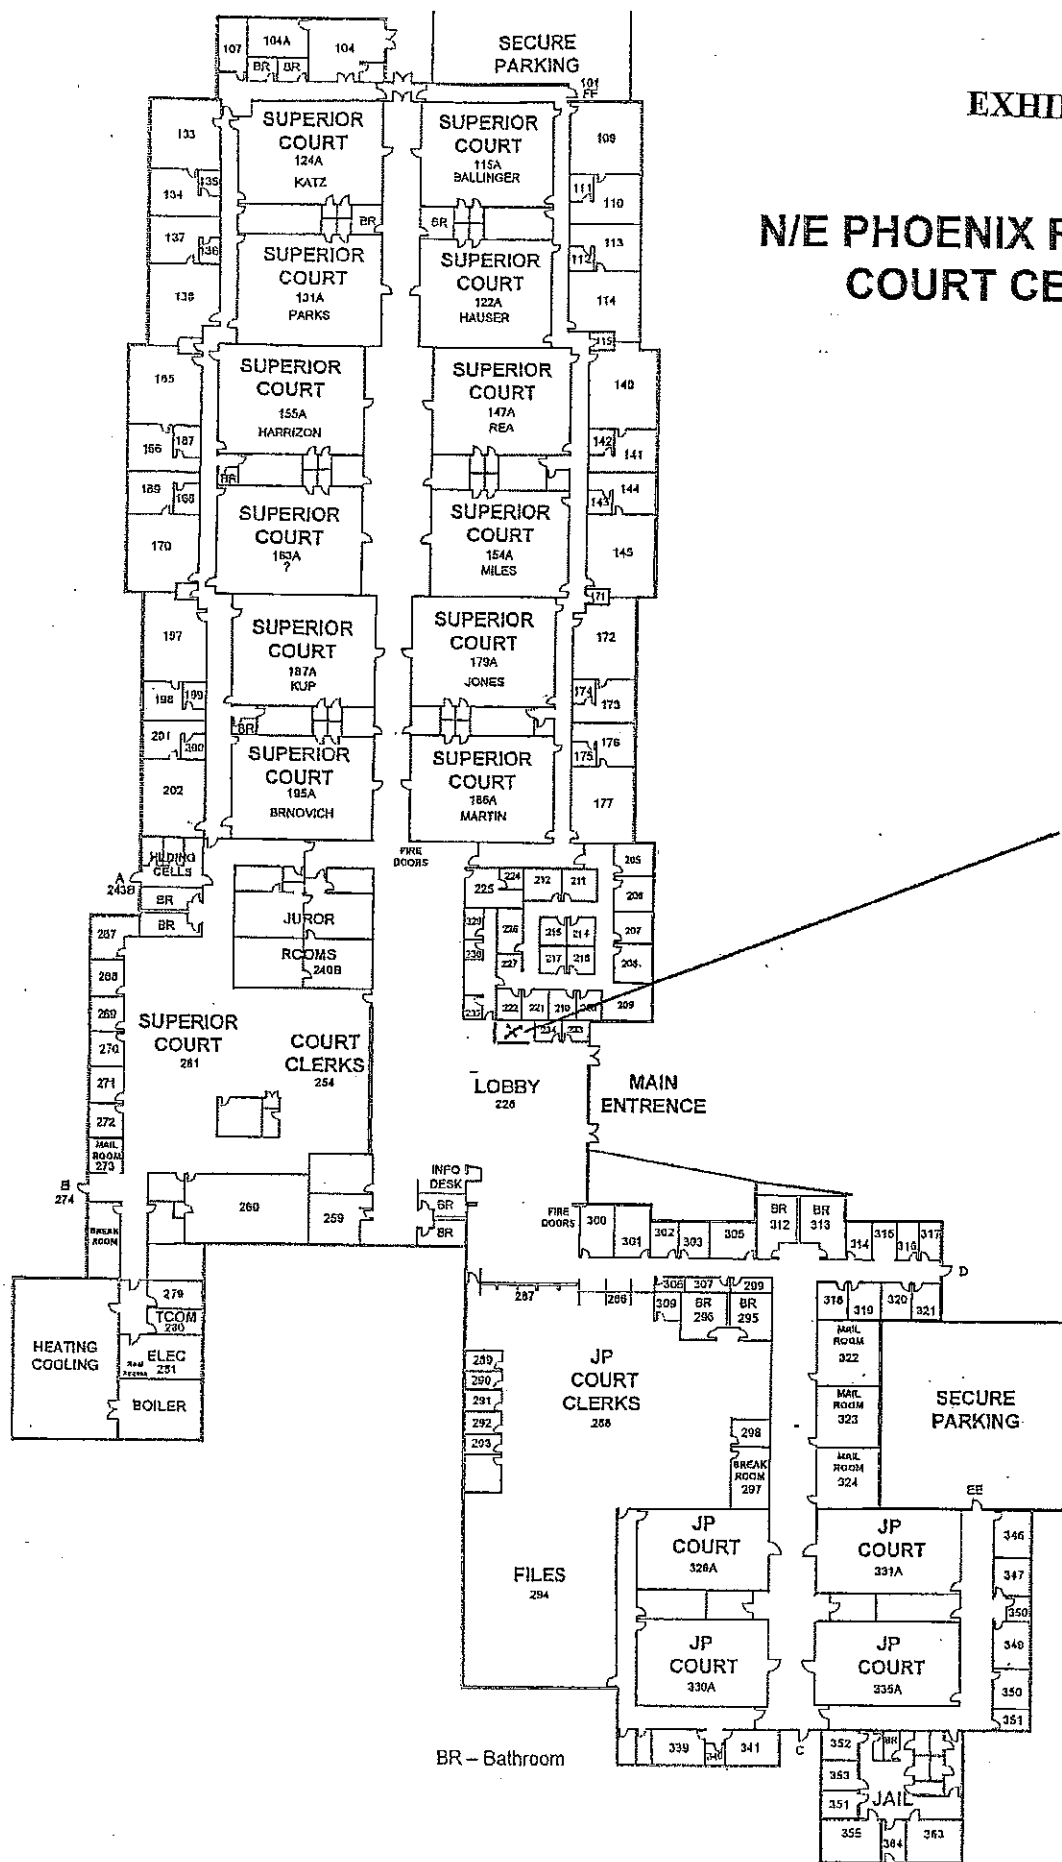 SECURE
PARKING
EXHI
N/E PHOENIX R
COURT CE
107
104A
104
BR
BR
101
FF
133
SUPERIOR
COURT
124A
KATZ
SUPERIOR
COURT
115A
BALLINGER
109
134
135
111
110
BR
BR
137
136
113
112
SUPERIOR
COURT
131A
PARKS
SUPERIOR
COURT
122A
HAUSER
138
114
115
165
SUPERIOR
COURT
155A
HARRIZON
SUPERIOR
COURT
147A
REA
140
166
187
142
141
BR
189
168
143
144
170
SUPERIOR
COURT
163A
?
SUPERIOR
COURT
154A
MILES
145
171
197
SUPERIOR
COURT
187A
KUP
SUPERIOR
COURT
179A
JONES
172
198
199
174
173
BR
201
200
175
176
202
SUPERIOR
COURT
195A
BRNOVICH
SUPERIOR
COURT
186A
MARTIN
177
FIRE
DOORS
HLDING
CELLS
A
243B
BR
BR
JUROR
ROOMS
240B
225
224
212
211
205
206
207
208
209
226
227
215
214
217
218
222
221
210
X
234
233
267
268
269
270
271
272
MAIL
ROOM
273
B
274
BREAK
ROOM
SUPERIOR
COURT
261
COURT
CLERKS
254
LOBBY
228
MAIN
ENTRENCE
260
259
INFO
DESK
BR
BR
FIRE
DOORS
300
301
302
303
305
BR
312
BR
313
314
315
316
317
D
287
286
306
307
299
309
BR
296
BR
295
318
319
320
321
279
TCOM
280
ELEC
281
BOILER
HEATING
COOLING
289
290
291
292
293
JP
COURT
CLERKS
288
298
BREAK
ROOM
297
MAIL
ROOM
322
MAIL
ROOM
323
MAIL
ROOM
324
SECURE
PARKING
EE
FILES
294
JP
COURT
328A
JP
COURT
331A
346
347
350
349
350
351
JP
COURT
330A
JP
COURT
335A
339
340
341
C
352
353
351
355
BR
JAIL
364
363
BR – Bathroom